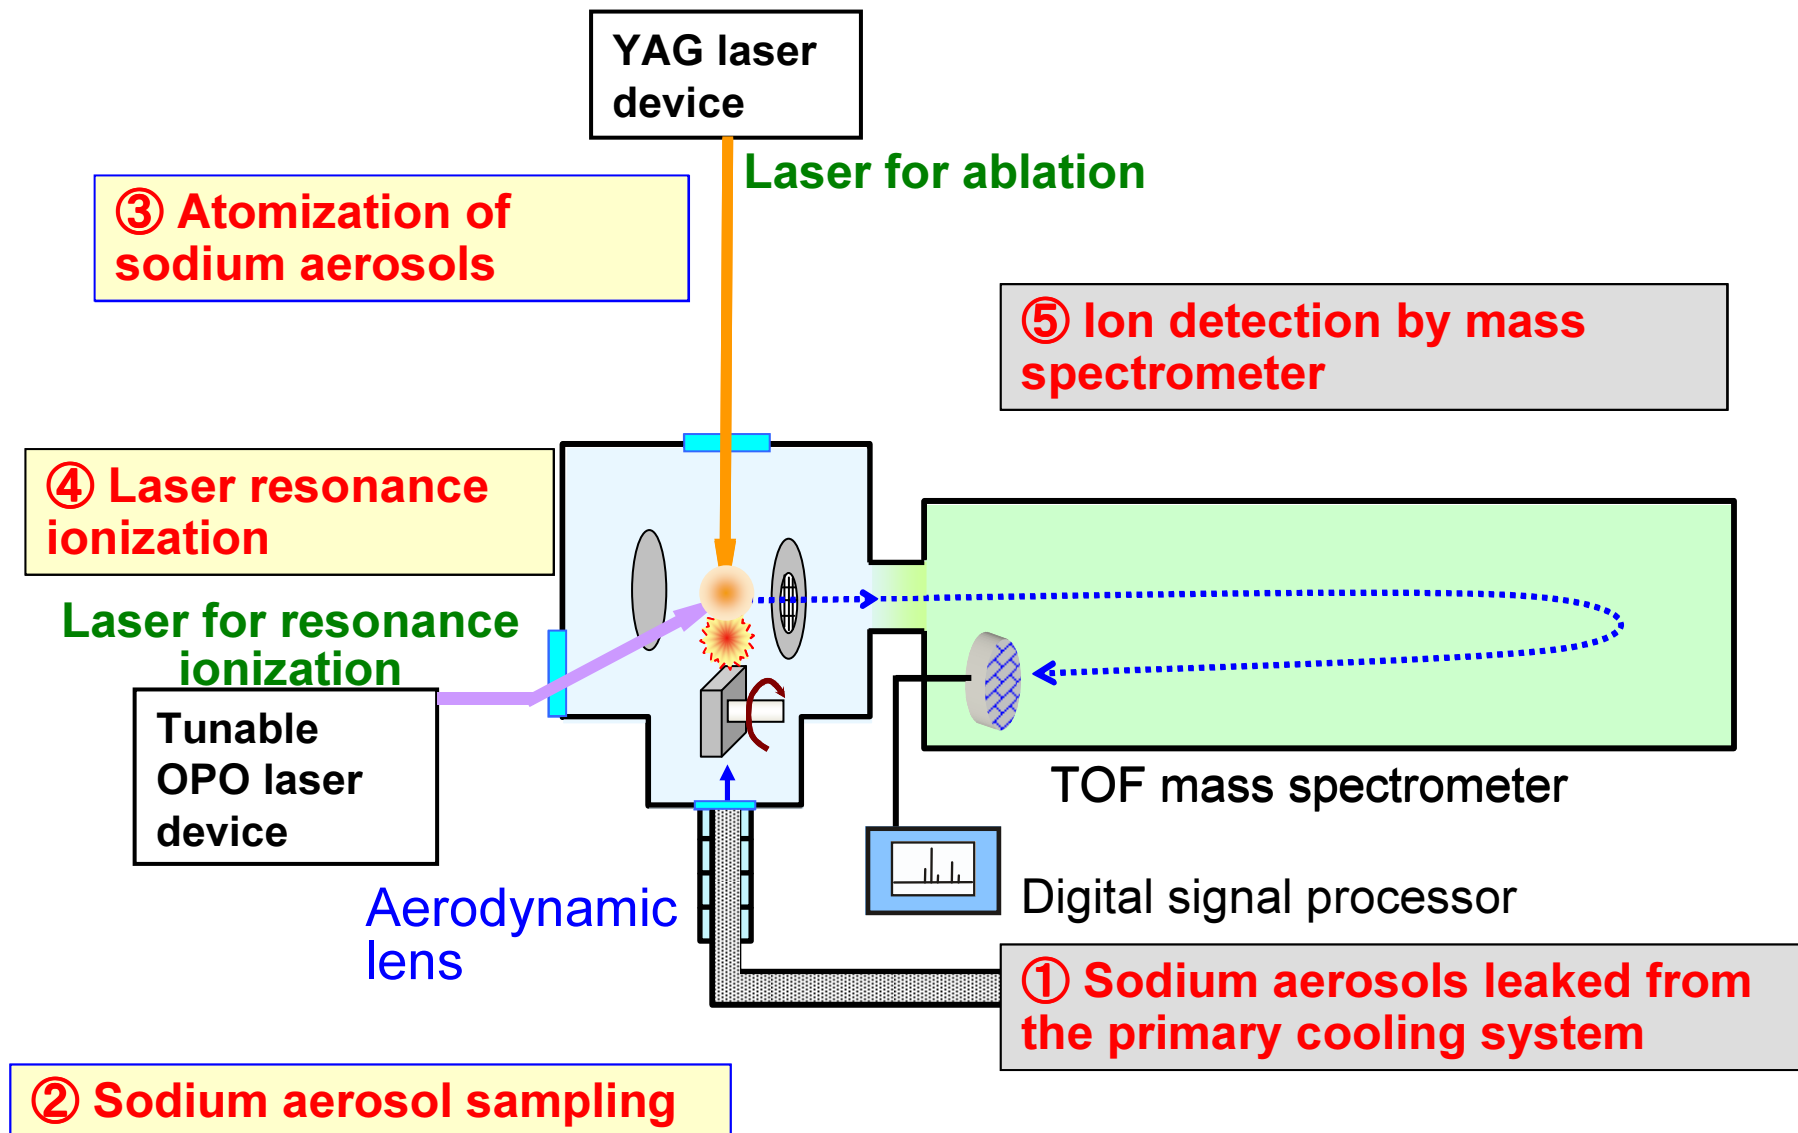 YAG laser
device
Laser for ablation
③ Atomization of
sodium aerosols
⑤ Ion detection by mass
spectrometer
④ Laser resonance
ionization
Laser for resonance
ionization
Tunable
OPO laser
device
TOF mass spectrometer
Digital signal processor
Aerodynamic
lens
① Sodium aerosols leaked from
the primary cooling system
② Sodium aerosol sampling